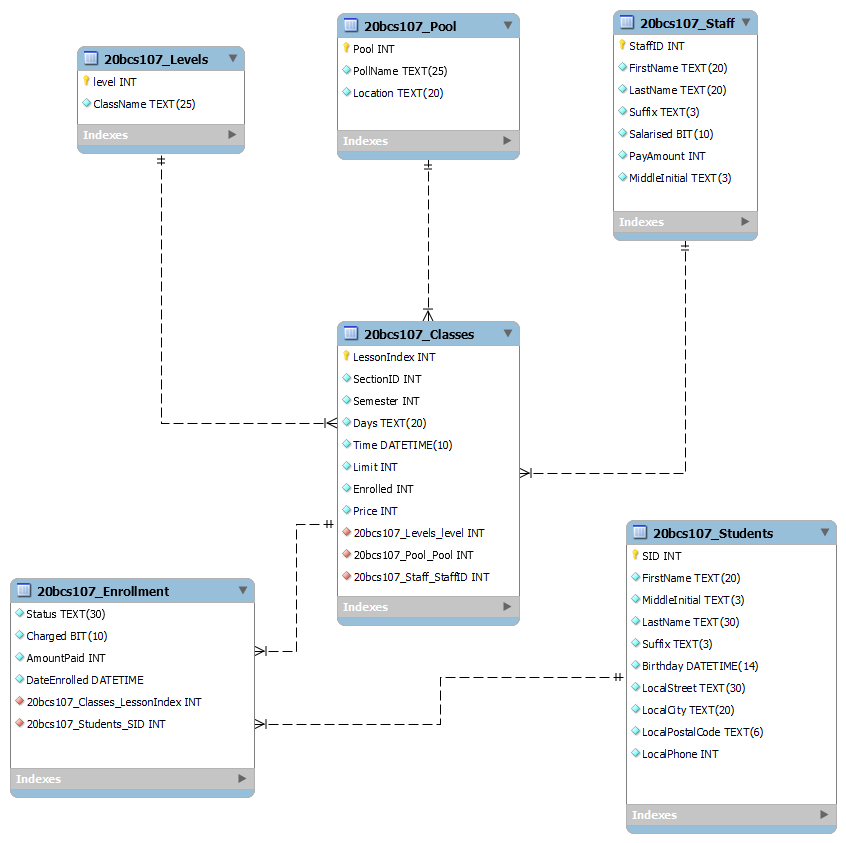 20bcs107_Levels
level INT
ClassName TEXT(25)
Indexes
20bcs107_Pool
Pool INT
PollName TEXT(25)
Location TEXT(20)
Indexes
20bcs107_Staff
StaffID INT
FirstName TEXT(20)
LastName TEXT(20)
Suffix TEXT(3)
Salarised BIT(10)
PayAmount INT
MiddleInitial TEXT(3)
Indexes
20bcs107_Classes
LessonIndex INT
SectionID INT
Semester INT
Days TEXT(20)
Time DATETIME(10)
Limit INT
Enrolled INT
Price INT
20bcs107_Levels_level INT
20bcs107_Pool_Pool INT
20bcs107_Staff_StaffID INT
Indexes
20bcs107_Enrollment
Status TEXT(30)
Charged BIT(10)
AmountPaid INT
DateEnrolled DATETIME
20bcs107_Classes_LessonIndex INT
20bcs107_Students_SID INT
Indexes
20bcs107_Students
SID INT
FirstName TEXT(20)
MiddleInitial TEXT(3)
LastName TEXT(30)
Suffix TEXT(3)
Birthday DATETIME(14)
LocalStreet TEXT(30)
LocalCity TEXT(20)
LocalPostalCode TEXT(6)
LocalPhone INT
Indexes